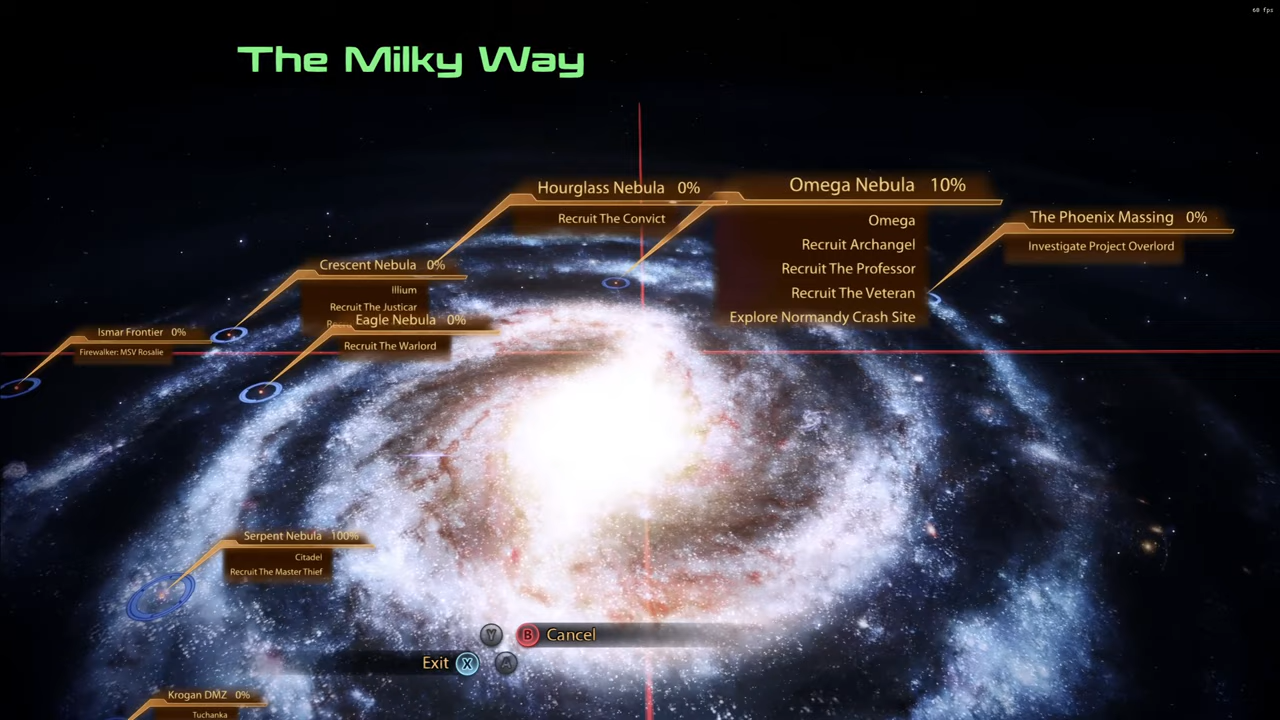 60 fps
The Milky Way
Hourglass Nebula 0%
Recruit The Convict
Omega Nebula 10%
Omega
Recruit Archangel
Recruit The Professor
Recruit The Veteran
Explore Normandy Crash Site
The Phoenix Massing 0%
Investigate Project Overlord
Crescent Nebula 0%
Illium
Recruit The Justicar
Eagle Nebula 0%
Recruit The Warlord
Ismar Frontier 0%
Firewalker: MSV Rosalie
Serpent Nebula 100%
Citadel
Recruit The Master Thief
Y B Cancel
Exit X A
Krogan DMZ 0%
Tuchanka